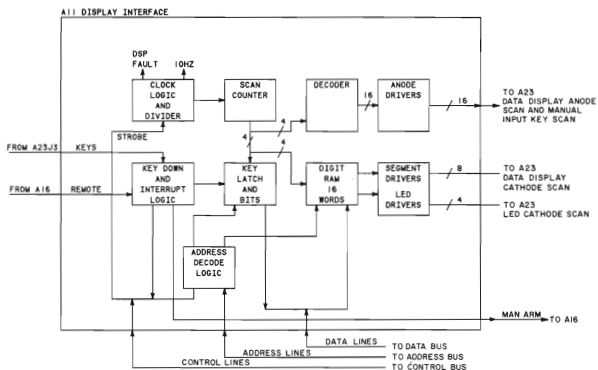 A11 DISPLAY INTERFACE
DSP
FAULT
10HZ
CLOCK
LOGIC
AND
DIVIDER
SCAN
COUNTER
DECODER
16
ANODE
DRIVERS
16
TO A23
DATA DISPLAY ANODE
SCAN AND MANUAL
INPUT KEY SCAN
STROBE
4
4
FROM A23J3
KEYS
FROM A16
REMOTE
KEY DOWN
AND
INTERRUPT
LOGIC
KEY
LATCH
AND
BITS
DIGIT
RAM
16
WORDS
SEGMENT
DRIVERS
LED
DRIVERS
8
TO A23
DATA DISPLAY
CATHODE SCAN
4
TO A23
LED CATHODE SCAN
ADDRESS
DECODE
LOGIC
MAN ARM
TO A16
DATA LINES
TO DATA BUS
ADDRESS LINES
TO ADDRESS BUS
CONTROL LINES
TO CONTROL BUS